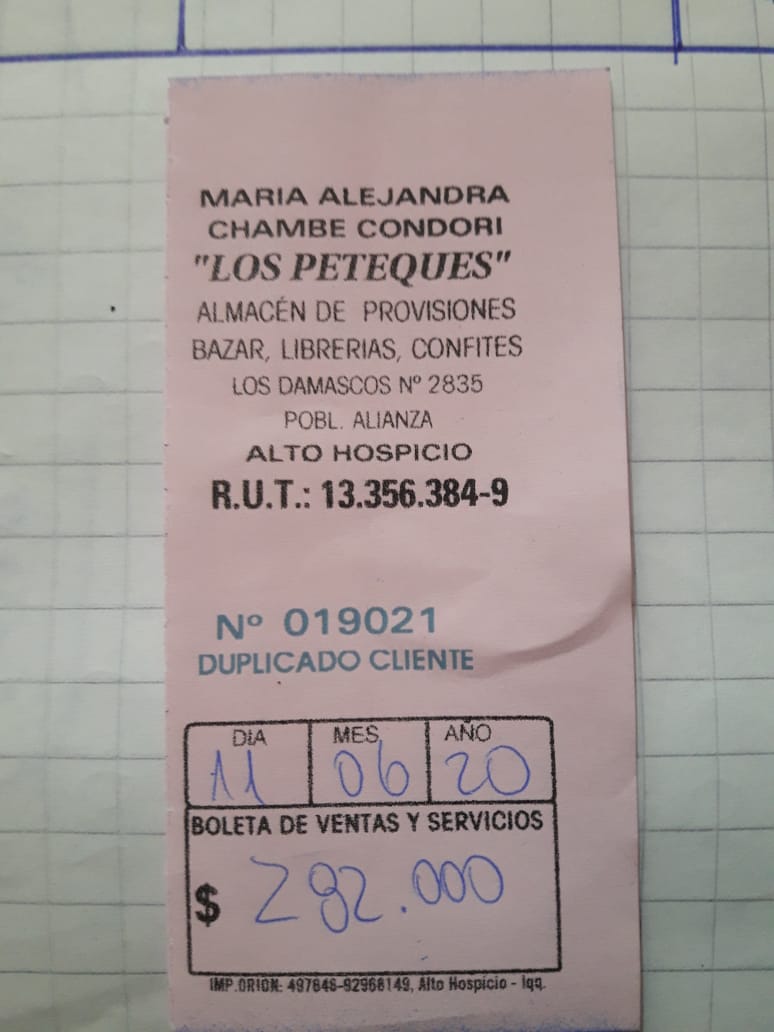 MARIA ALEJANDRA
CHAMBE CONDORI
"LOS PETEQUES"
ALMACÉN DE PROVISIONES
BAZAR, LIBRERIAS, CONFITES
LOS DAMASCOS Nº 2835
POBL. ALIANZA
ALTO HOSPICIO
R.U.T.: 13.356.384-9
Nº 019021
DUPLICADO CLIENTE
DIA MES AÑO
11 06 20
BOLETA DE VENTAS Y SERVICIOS
$ 282.000
IMP.ORION: 497846-92968149, Alto Hospicio - Iqq.